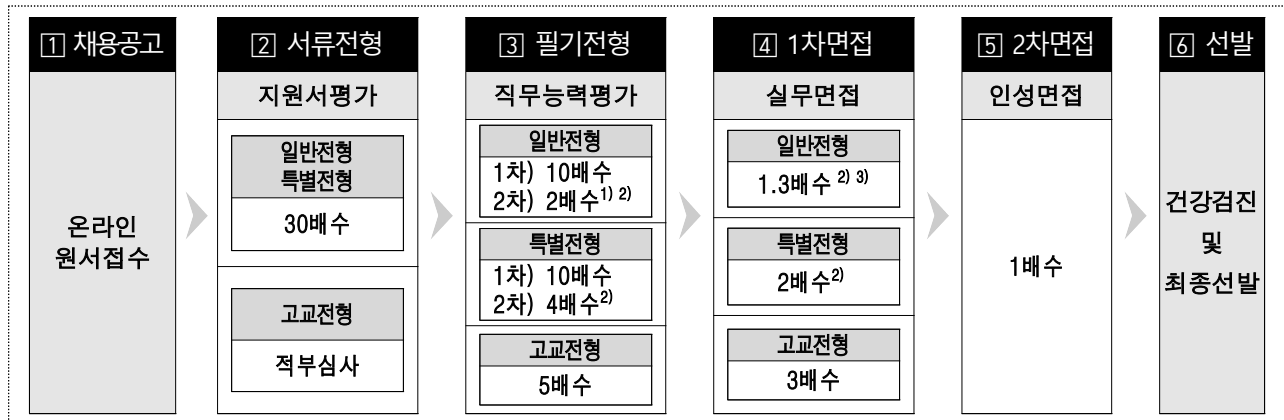 1 채용공고
온라인
원서접수
2 서류전형
지원서평가
일반전형
특별전형
30배수
고교전형
적부심사
3 필기전형
직무능력평가
일반전형
1차) 10배수
2차) 2배수1) 2)
특별전형
1차) 10배수
2차) 4배수2)
고교전형
5배수
4 1차면접
실무면접
일반전형
1.3배수 2) 3)
특별전형
2배수2)
고교전형
3배수
5 2차면접
인성면접
1배수
6 선발
건강검진
및
최종선발